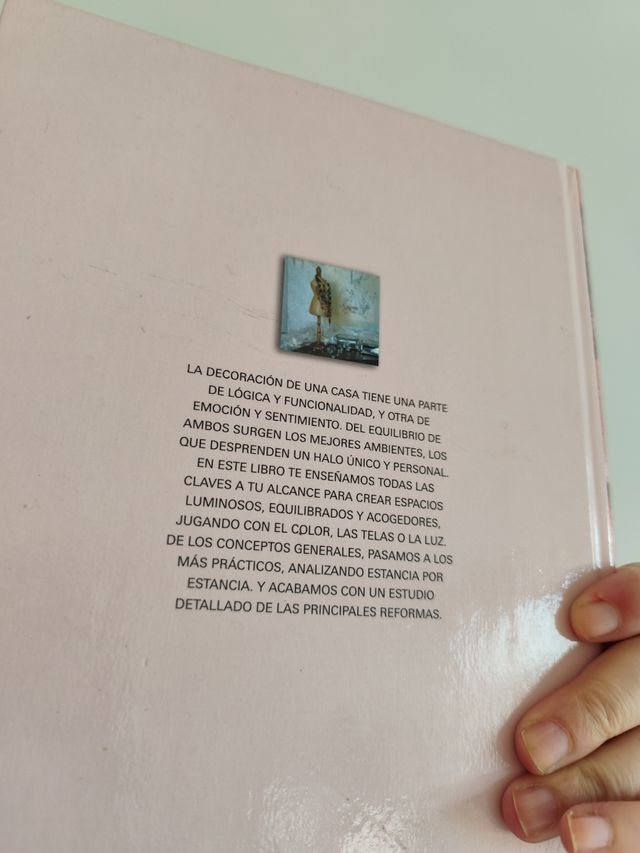 LA DECORACIÓN DE UNA CASA TIENE UNA PARTE
DE LÓGICA Y FUNCIONALIDAD, Y OTRA DE
EMOCIÓN Y SENTIMIENTO. DEL EQUILIBRIO DE
AMBOS SURGEN LOS MEJORES AMBIENTES, LOS
QUE DESPRENDEN UN HALO ÚNICO Y PERSONAL.
EN ESTE LIBRO TE ENSEÑAMOS TODAS LAS
CLAVES A TU ALCANCE PARA CREAR ESPACIOS
LUMINOSOS, EQUILIBRADOS Y ACOGEDORES,
JUGANDO CON EL COLOR, LAS TELAS O LA LUZ.
DE LOS CONCEPTOS GENERALES, PASAMOS A LOS
MÁS PRÁCTICOS, ANALIZANDO ESTANCIA POR
ESTANCIA. Y ACABAMOS CON UN ESTUDIO
DETALLADO DE LAS PRINCIPALES REFORMAS.